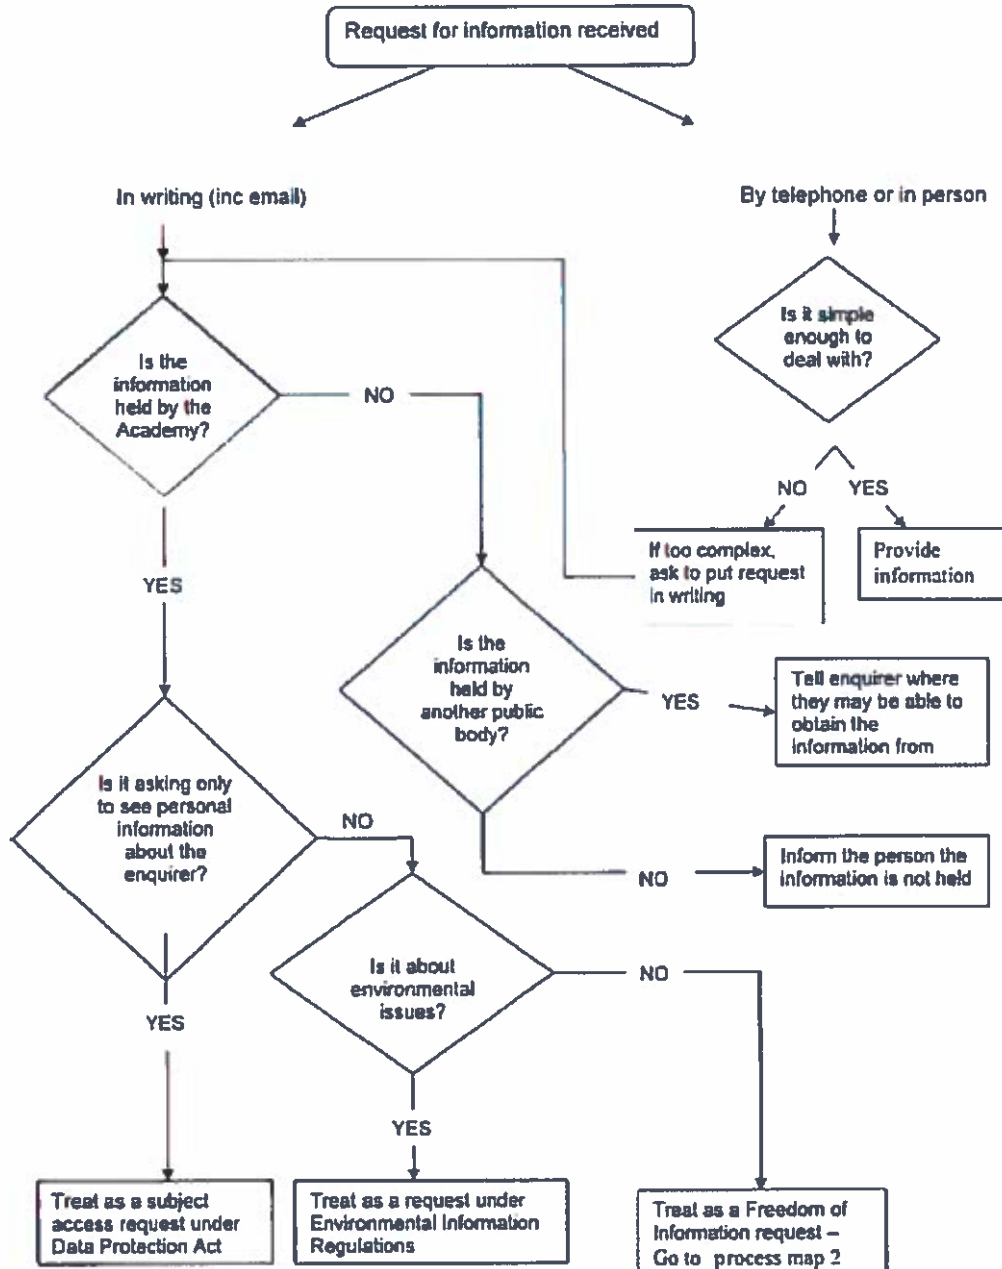 Request for information received
In writing (inc email)
By telephone or in person
Is it simple
enough to
deal with?
Is the
information
held by the
Academy?
NO
NO
YES
If too complex,
ask to put request
in writing
Provide
information
YES
Is the
information
held by
another public
body?
YES
Tell enquirer where
they may be able to
obtain the
information from
Is it asking only
to see personal
information
about the
enquirer?
NO
NO
Inform the person the
information is not held
Is it about
environmental
issues?
NO
YES
YES
Treat as a subject
access request under
Data Protection Act
Treat as a request under
Environmental Information
Regulations
Treat as a Freedom of
Information request –
Go to process map 2